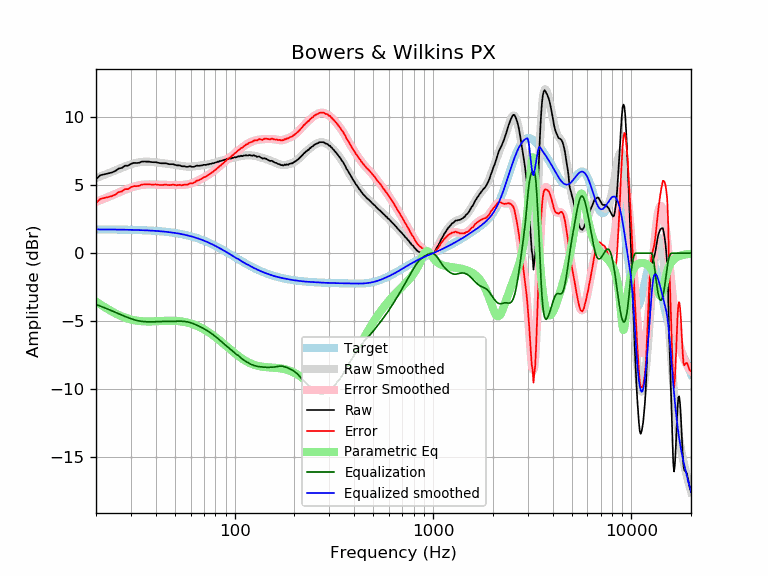 Bowers & Wilkins PX
10
5
0
−5
−10
−15
Amplitude (dBr)
Target
Raw Smoothed
Error Smoothed
Raw
Error
Parametric Eq
Equalization
Equalized smoothed
100
1000
10000
Frequency (Hz)